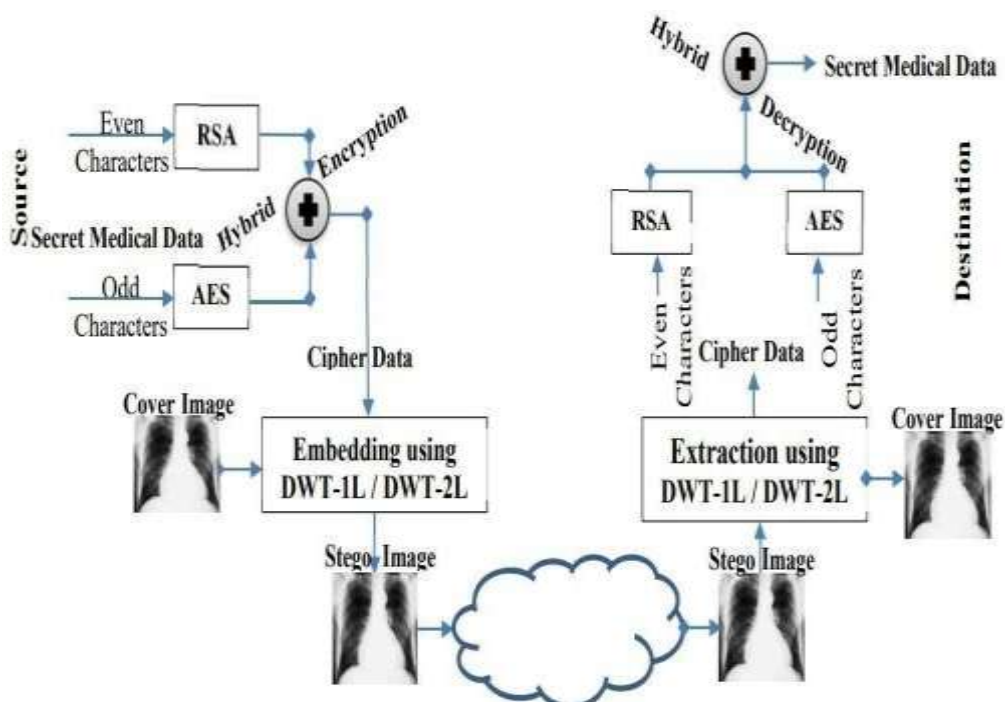 Source
Even
Characters
RSA
Hybrid
Encryption
Secret Medical Data
Odd
Characters
AES
Cipher Data
Cover Image
Embedding using
DWT-1L / DWT-2L
Stego Image
Hybrid
Secret Medical Data
Decryption
RSA
AES
Even
Characters
Odd
Characters
Destination
Cipher Data
Extraction using
DWT-1L / DWT-2L
Cover Image
Stego Image